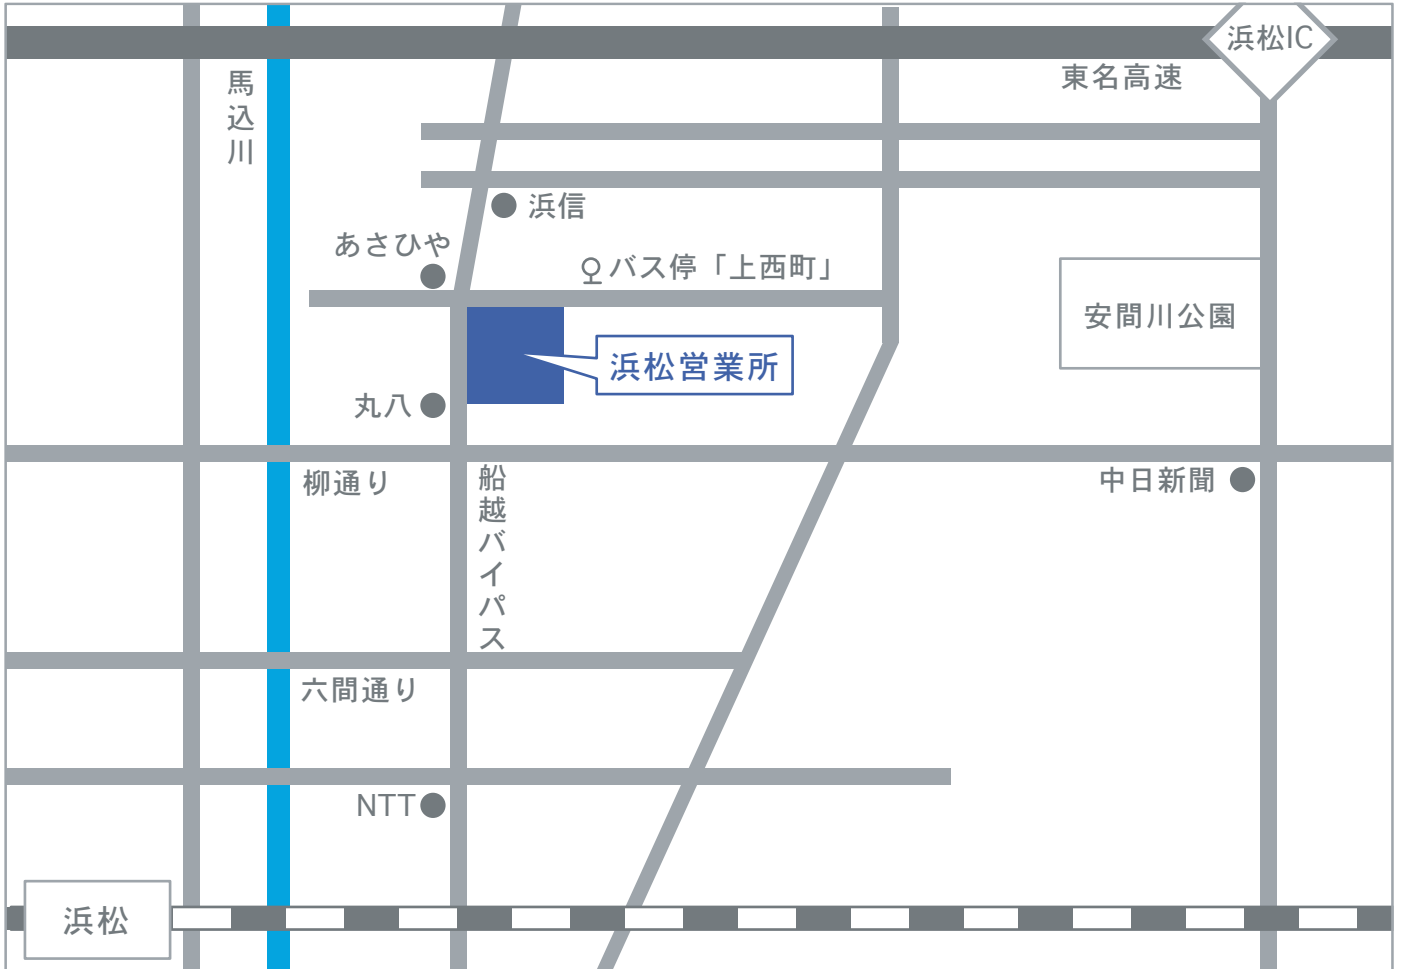 浜松IC
東名高速
馬込川
浜信
あさひや
バス停「上西町」
安間川公園
浜松営業所
丸八
柳通り
船越バイパス
中日新聞
六間通り
NTT
浜松